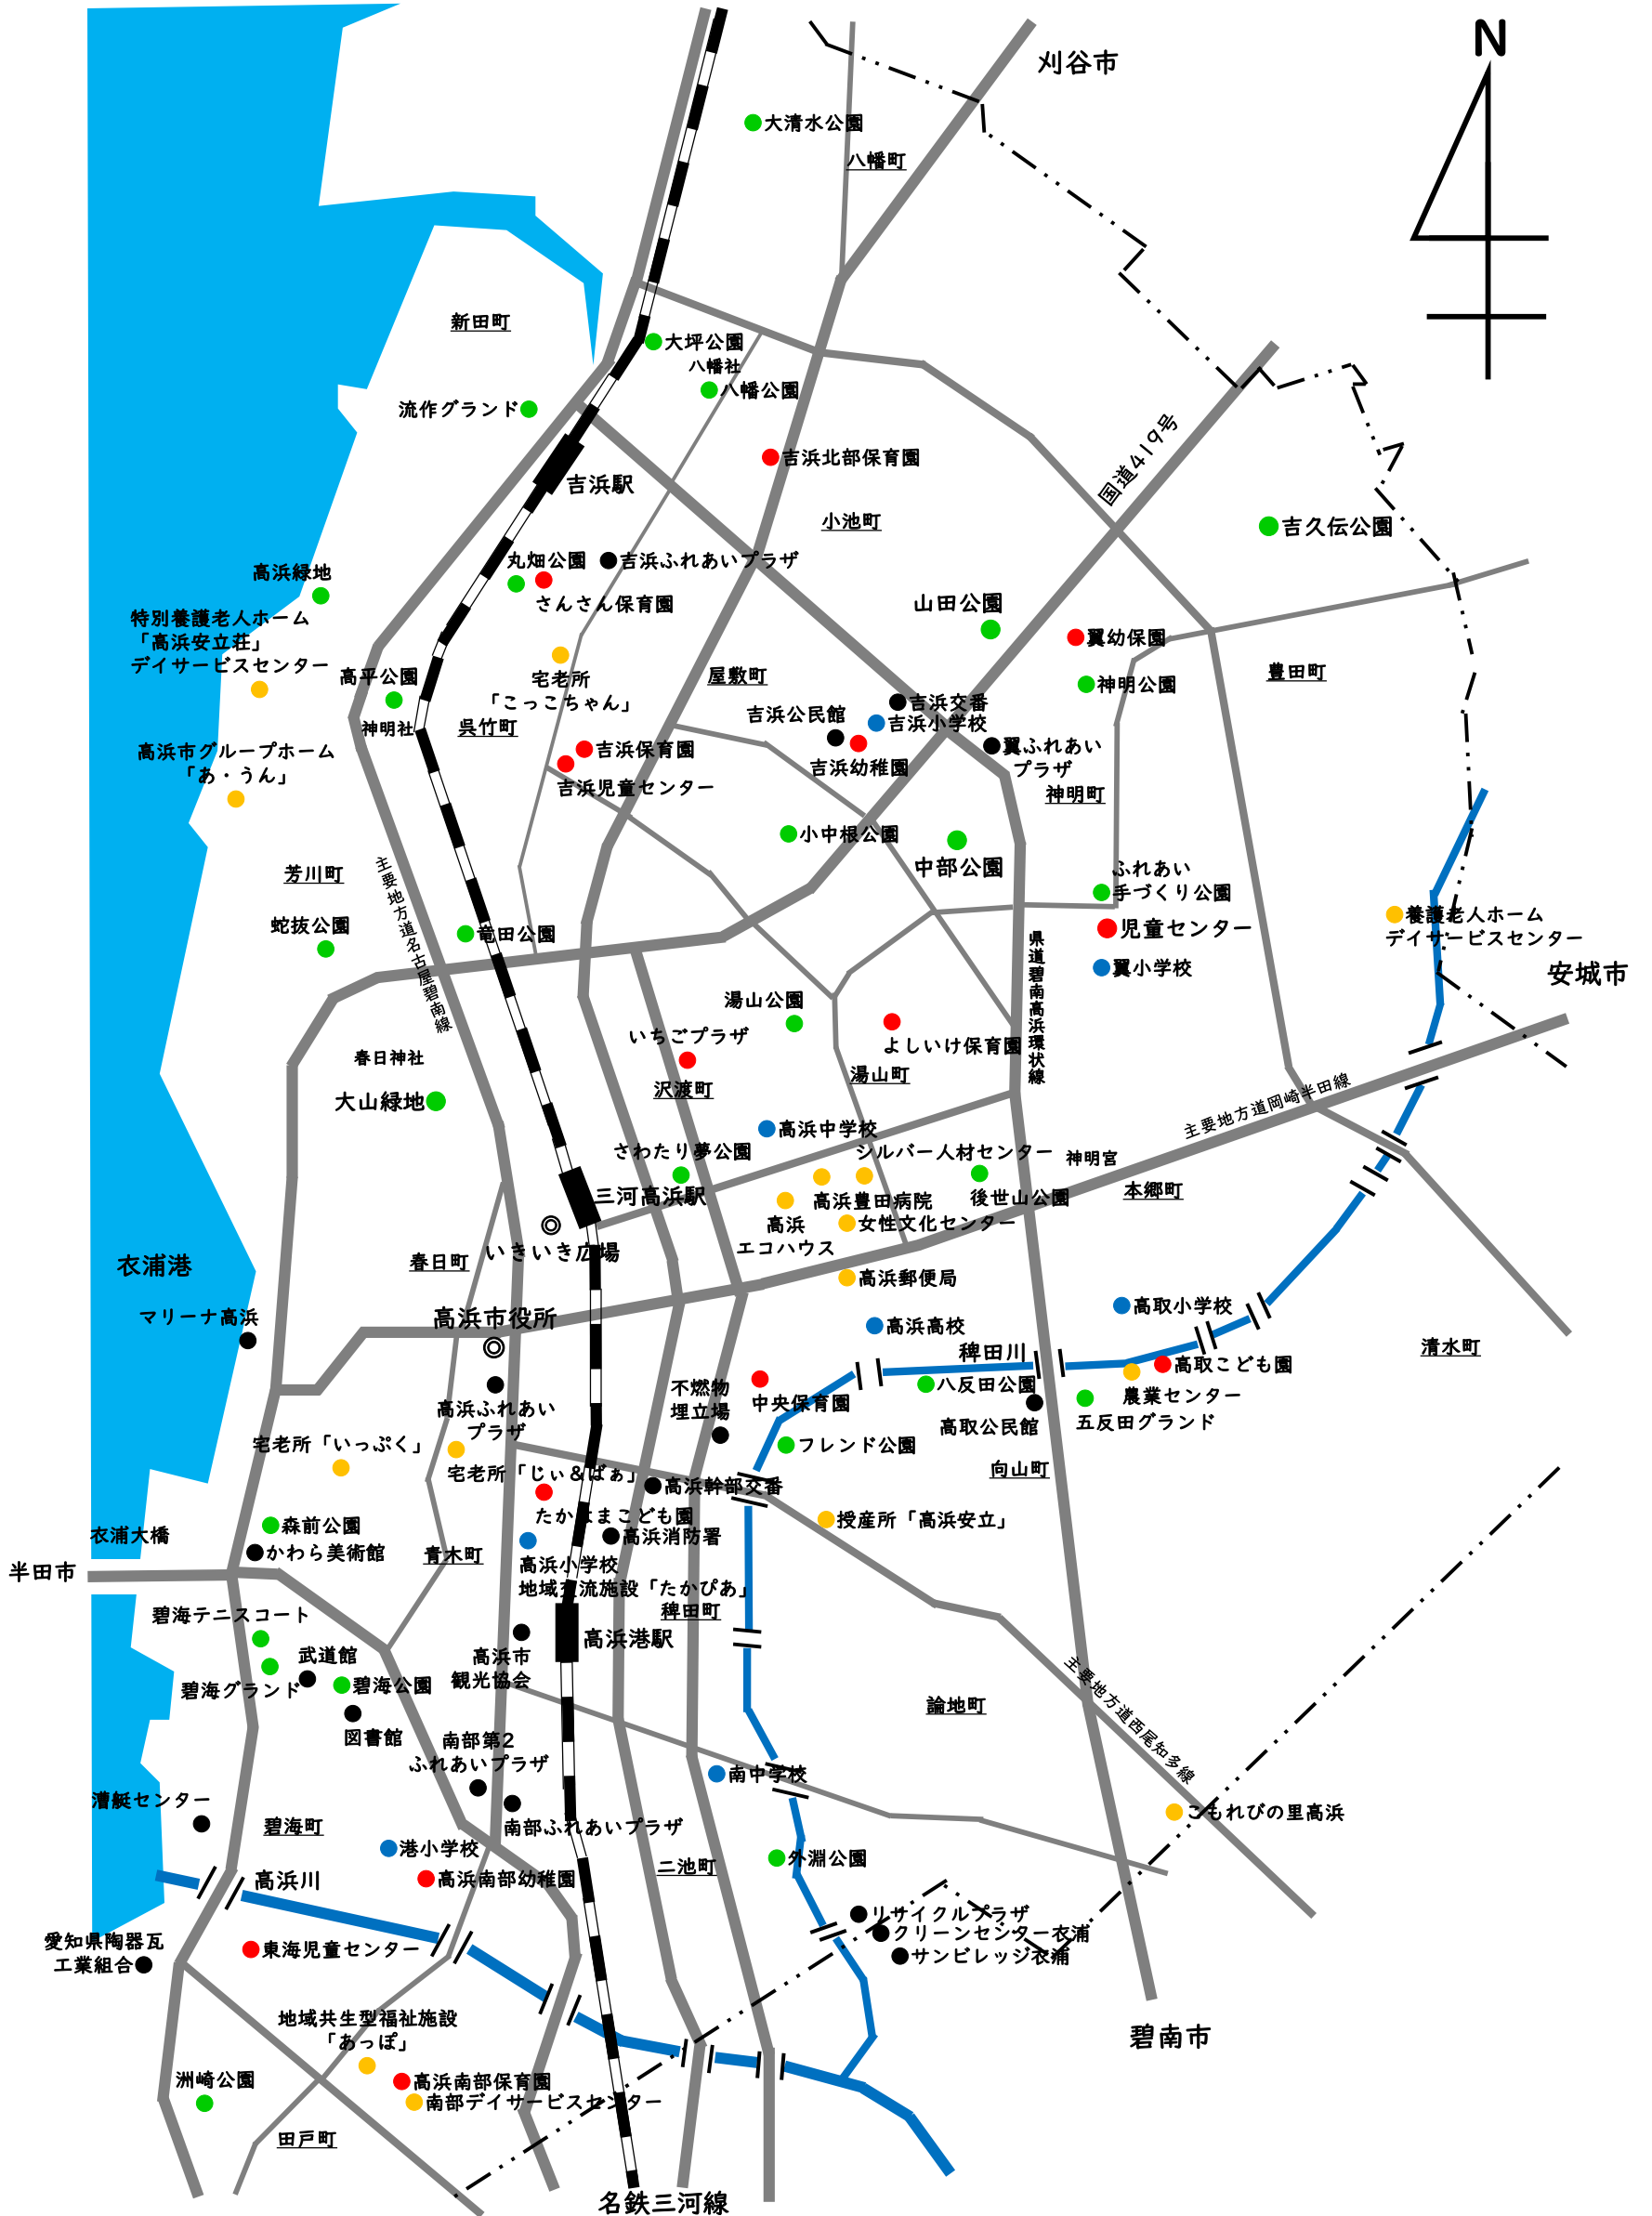 N
刈谷市
大清水公園
八幡町
新田町
大坪公園
八幡社
八幡公園
流作グランド
吉浜北部保育園
国道419号
吉浜駅
小池町
吉久伝公園
丸畑公園
吉浜ふれあいプラザ
高浜緑地
さんさん保育園
山田公園
特別養護老人ホーム
「高浜安立荘」
デイサービスセンター
翼幼保園
高平公園
宅老所
「こっこちゃん」
屋敷町
神明公園
豊田町
神明社
呉竹町
吉浜公民館
吉浜交番
吉浜小学校
高浜市グループホーム
「あ・うん」
吉浜保育園
吉浜児童センター
吉浜幼稚園
翼ふれあい
プラザ
神明町
小中根公園
中部公園
芳川町
主要地方道名古屋碧南線
ふれあい
手づくり公園
蛇抜公園
竜田公園
児童センター
養護老人ホーム
デイサービスセンター
県道碧南高浜環状線
翼小学校
安城市
湯山公園
いちごプラザ
よしいけ保育園
春日神社
沢渡町
湯山町
大山緑地
主要地方道岡崎半田線
高浜中学校
さわたり夢公園
シルバー人材センター
神明宮
三河高浜駅
高浜豊田病院
後世山公園
本郷町
高浜
エコハウス
女性文化センター
いきいき広場
衣浦港
春日町
高浜郵便局
マリーナ高浜
高浜市役所
高浜高校
高取小学校
稗田川
清水町
高取こども園
不燃物
埋立場
中央保育園
八反田公園
農業センター
高浜ふれあい
プラザ
高取公民館
五反田グランド
宅老所「いっぷく」
フレンド公園
宅老所「じぃ&ばぁ」
高浜幹部交番
向山町
たかはまこども園
授産所「高浜安立」
森前公園
高浜消防署
衣浦大橋
かわら美術館
青木町
高浜小学校
半田市
地域交流施設「たかぴあ」
稗田町
碧海テニスコート
高浜港駅
武道館
高浜市
観光協会
碧海グランド
碧海公園
主要地方道西尾知多線
論地町
図書館
南部第2
ふれあいプラザ
南中学校
漕艇センター
こもれびの里高浜
碧海町
南部ふれあいプラザ
港小学校
外淵公園
二池町
高浜川
高浜南部幼稚園
リサイクルプラザ
クリーンセンター衣浦
愛知県陶器瓦
工業組合
東海児童センター
サンビレッジ衣浦
地域共生型福祉施設
「あっぽ」
碧南市
洲崎公園
高浜南部保育園
南部デイサービスセンター
田戸町
名鉄三河線